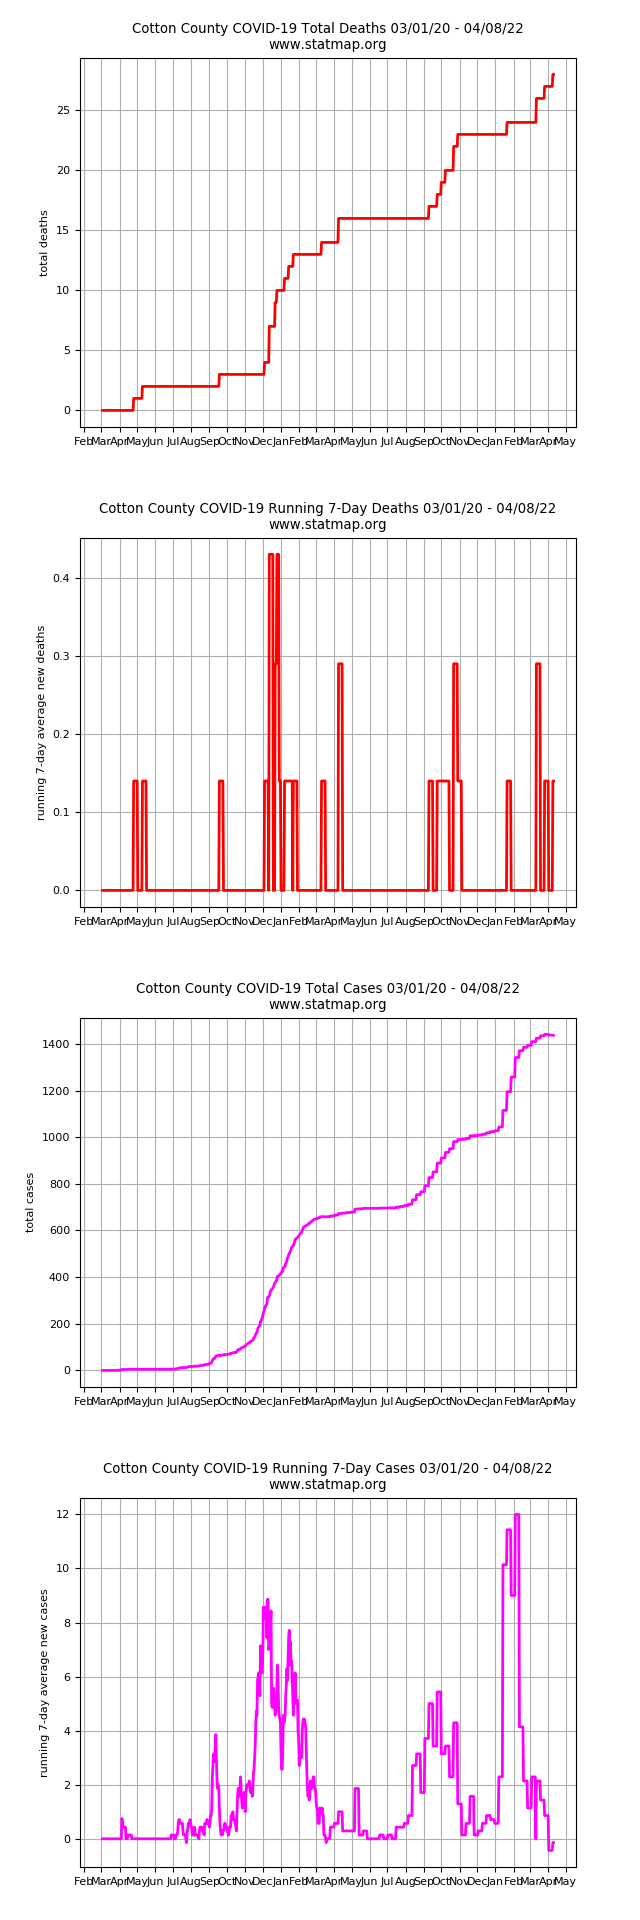 Cotton County COVID-19 Total Deaths 03/01/20 - 04/08/22
www.statmap.org
total deaths
25
20
15
10
5
0
Feb Mar Apr May Jun Jul Aug Sep Oct Nov Dec Jan Feb Mar Apr May Jun Jul Aug Sep Oct Nov Dec Jan Feb Mar Apr May
Cotton County COVID-19 Running 7-Day Deaths 03/01/20 - 04/08/22
www.statmap.org
running 7-day average new deaths
0.4
0.3
0.2
0.1
0.0
Feb Mar Apr May Jun Jul Aug Sep Oct Nov Dec Jan Feb Mar Apr May Jun Jul Aug Sep Oct Nov Dec Jan Feb Mar Apr May
Cotton County COVID-19 Total Cases 03/01/20 - 04/08/22
www.statmap.org
total cases
1400
1200
1000
800
600
400
200
0
Feb Mar Apr May Jun Jul Aug Sep Oct Nov Dec Jan Feb Mar Apr May Jun Jul Aug Sep Oct Nov Dec Jan Feb Mar Apr May
Cotton County COVID-19 Running 7-Day Cases 03/01/20 - 04/08/22
www.statmap.org
running 7-day average new cases
12
10
8
6
4
2
0
Feb Mar Apr May Jun Jul Aug Sep Oct Nov Dec Jan Feb Mar Apr May Jun Jul Aug Sep Oct Nov Dec Jan Feb Mar Apr May